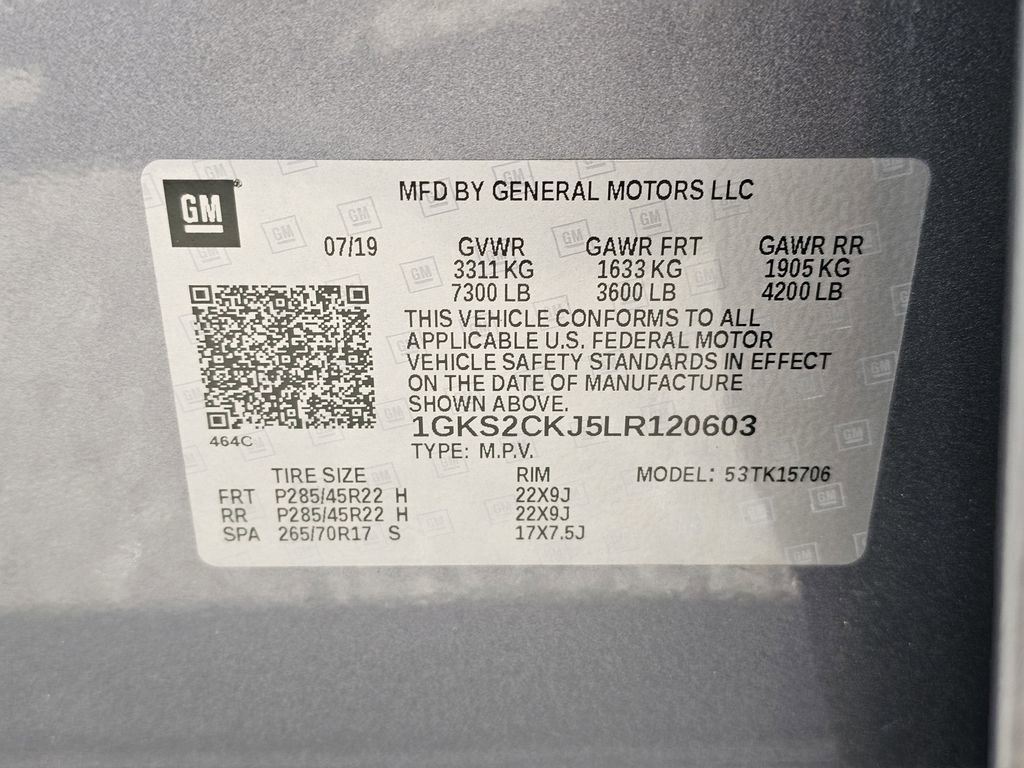 GM
MFD BY GENERAL MOTORS LLC
07/19 GVWR GAWR FRT GAWR RR
3311 KG 1633 KG 1905 KG
7300 LB 3600 LB 4200 LB
THIS VEHICLE CONFORMS TO ALL
APPLICABLE U.S. FEDERAL MOTOR
VEHICLE SAFETY STANDARDS IN EFFECT
ON THE DATE OF MANUFACTURE
SHOWN ABOVE.
464C
1GKS2CKJ5LR120603
TYPE: M.P.V.
TIRE SIZE RIM MODEL: 53TK15706
FRT P285/45R22 H 22X9J
RR P285/45R22 H 22X9J
SPA 265/70R17 S 17X7.5J